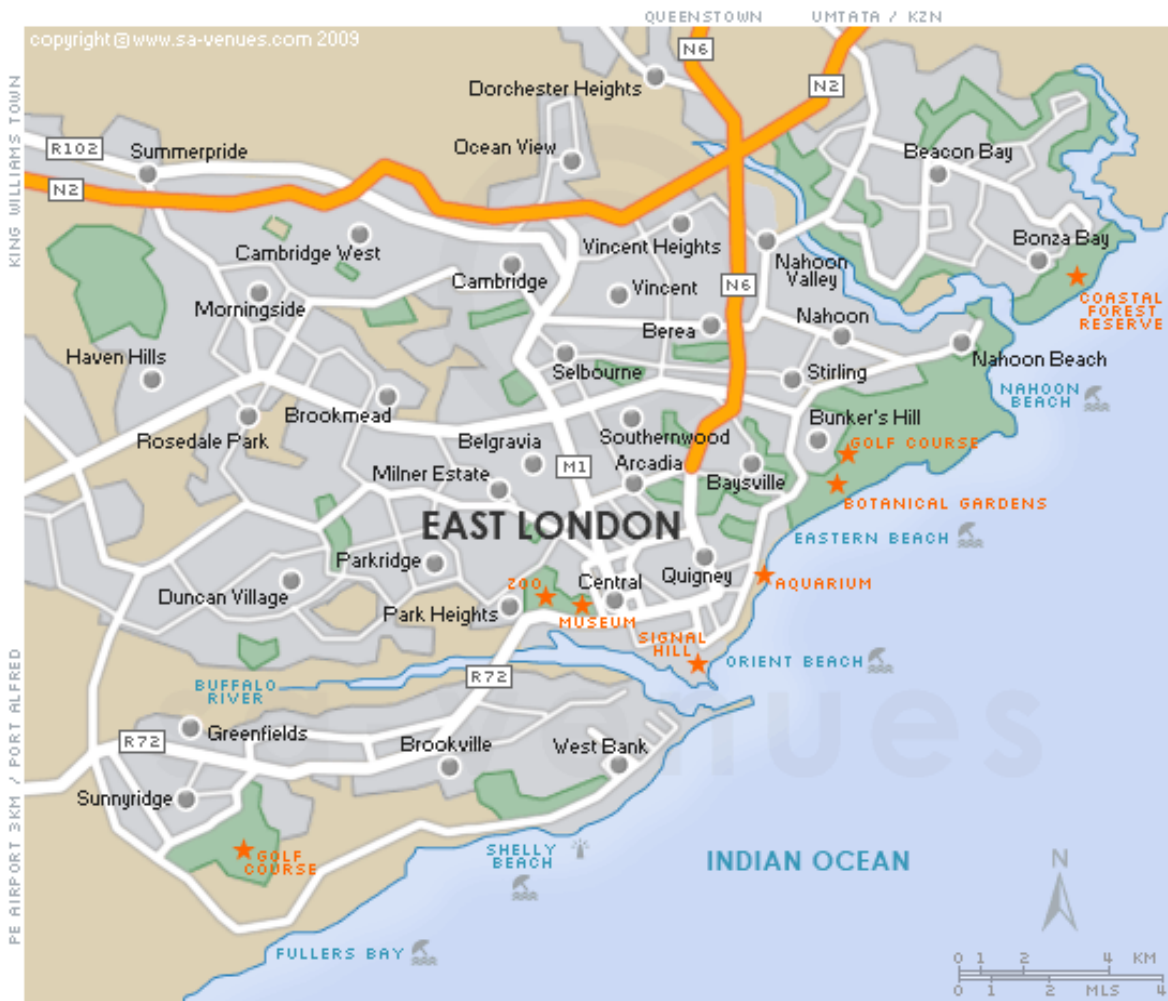 QUEENSTOWN
UMTATA / KZN
copyright©www.sa-venues.com 2009
KING WILLIAMS TOWN
N6
N2
Dorchester Heights
R102
Summerpride
Ocean View
Beacon Bay
N2
Cambridge West
Vincent Heights
Bonza Bay
Nahoon
Valley
Cambridge
Vincent
N6
COASTAL
FOREST
RESERVE
Morningside
Berea
Nahoon
Haven Hills
Selbourne
Stirling
Nahoon Beach
NAHOON
BEACH
Brookmead
Bunker's Hill
Rosedale Park
Belgravia
Southernwood
GOLF COURSE
Milner Estate
M1
Arcadia
Baysville
BOTANICAL GARDENS
EAST LONDON
EASTERN BEACH
Parkridge
Duncan Village
ZOO
Central
Quigney
AQUARIUM
Park Heights
MUSEUM
SIGNAL
HILL
ORIENT BEACH
BUFFALO
RIVER
R72
sa-venues
PE AIRPORT 3KM / PORT ALFRED
R72
Greenfields
Brookville
West Bank
Sunnyridge
GOLF
COURSE
SHELLY
BEACH
INDIAN OCEAN
N
FULLERS BAY
0 1 2 4 KM
0 1 2 MLS 4